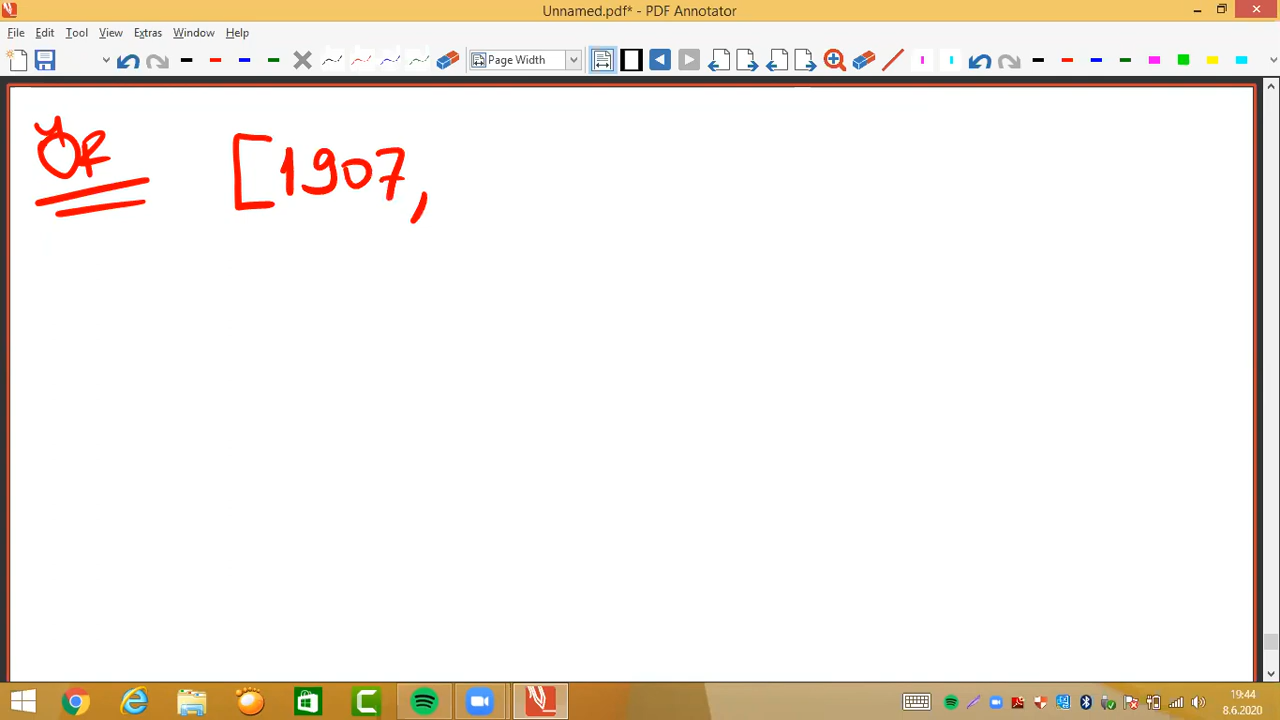 Unnamed.pdf* - PDF Annotator
File Edit Tool View Extras Window Help
Page Width
ÖR [1907,
19:44
8.6.2020